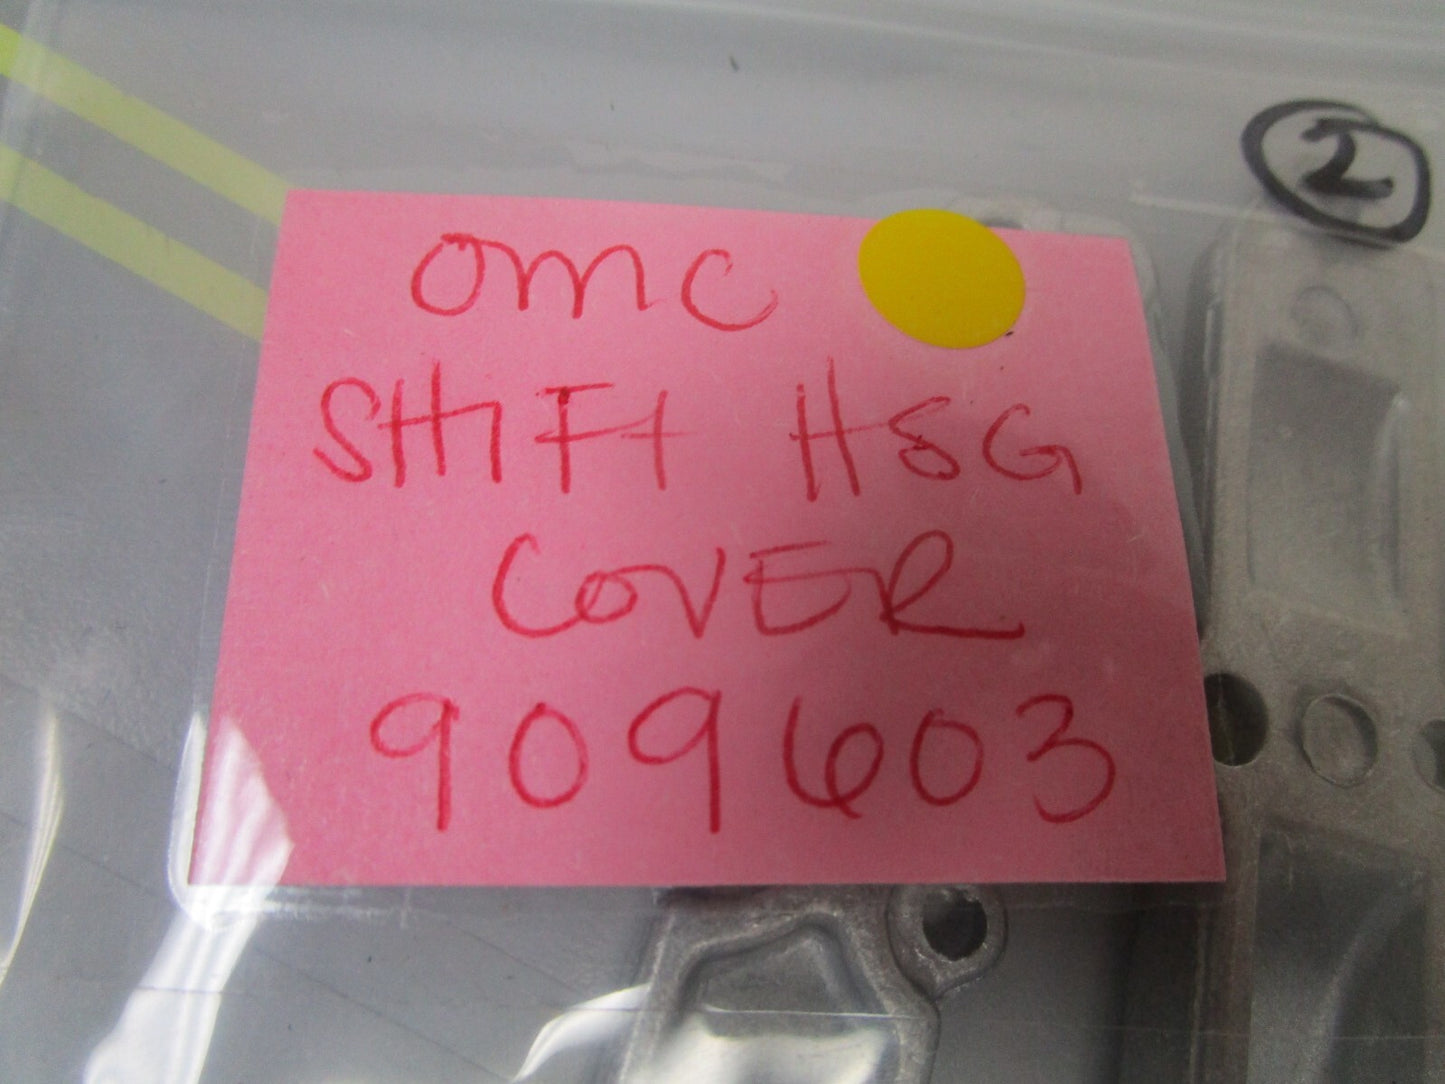 OMC
SHIFT HSG
COVER
909603
2